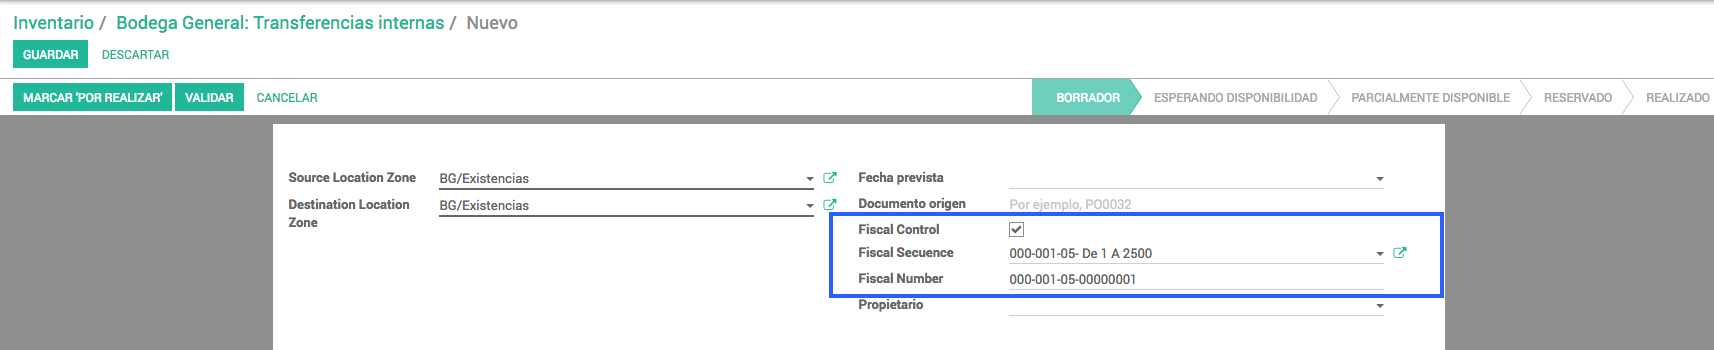 Inventario / Bodega General: Transferencias internas / Nuevo
GUARDAR DESCARTAR
MARCAR 'POR REALIZAR' VALIDAR CANCELAR BORRADOR ESPERANDO DISPONIBILIDAD PARCIALMENTE DISPONIBLE RESERVADO REALIZADO
Source Location Zone BG/Existencias
Destination Location Zone BG/Existencias
Fecha prevista
Documento origen Por ejemplo, PO0032
Fiscal Control
Fiscal Secuence 000-001-05- De 1 A 2500
Fiscal Number 000-001-05-00000001
Propietario